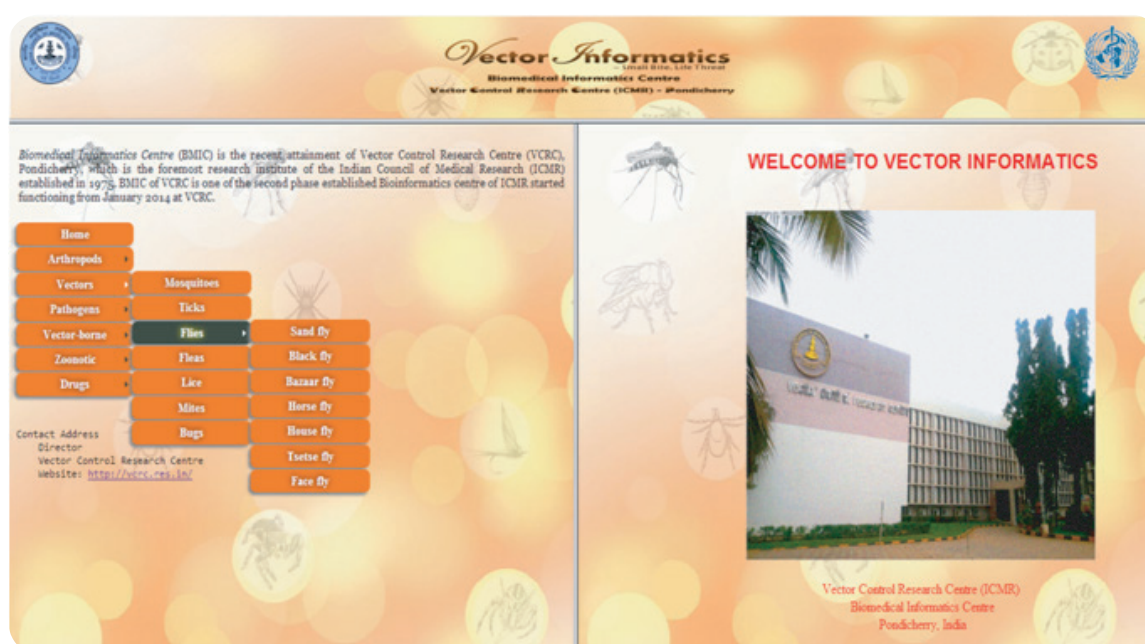 Vector Informatics
Small Bite, Life Threat
Biomedical Informatics Centre
Vector Control Research Centre (ICMR) - Pondicherry
Biomedical Informatics Centre (BMIC) is the recent attainment of Vector Control Research Centre (VCRC),
Pondicherry, which is the foremost research institute of the Indian Council of Medical Research (ICMR)
established in 1975. BMIC of VCRC is one of the second phase established Bioinformatics centre of ICMR started
functioning from January 2014 at VCRC.
Home
Arthropods
Vectors
Pathogens
Vector-borne
Zoonotic
Drugs
Mosquitoes
Ticks
Flies
Fleas
Lice
Mites
Bugs
Sand fly
Black fly
Bazaar fly
Horse fly
House fly
Tsetse fly
Face fly
Contact Address
Director
Vector Control Research Centre
Website: http://vcrc.res.in/
WELCOME TO VECTOR INFORMATICS
Vector Control Research Centre (ICMR)
Biomedical Informatics Centre
Pondicherry, India